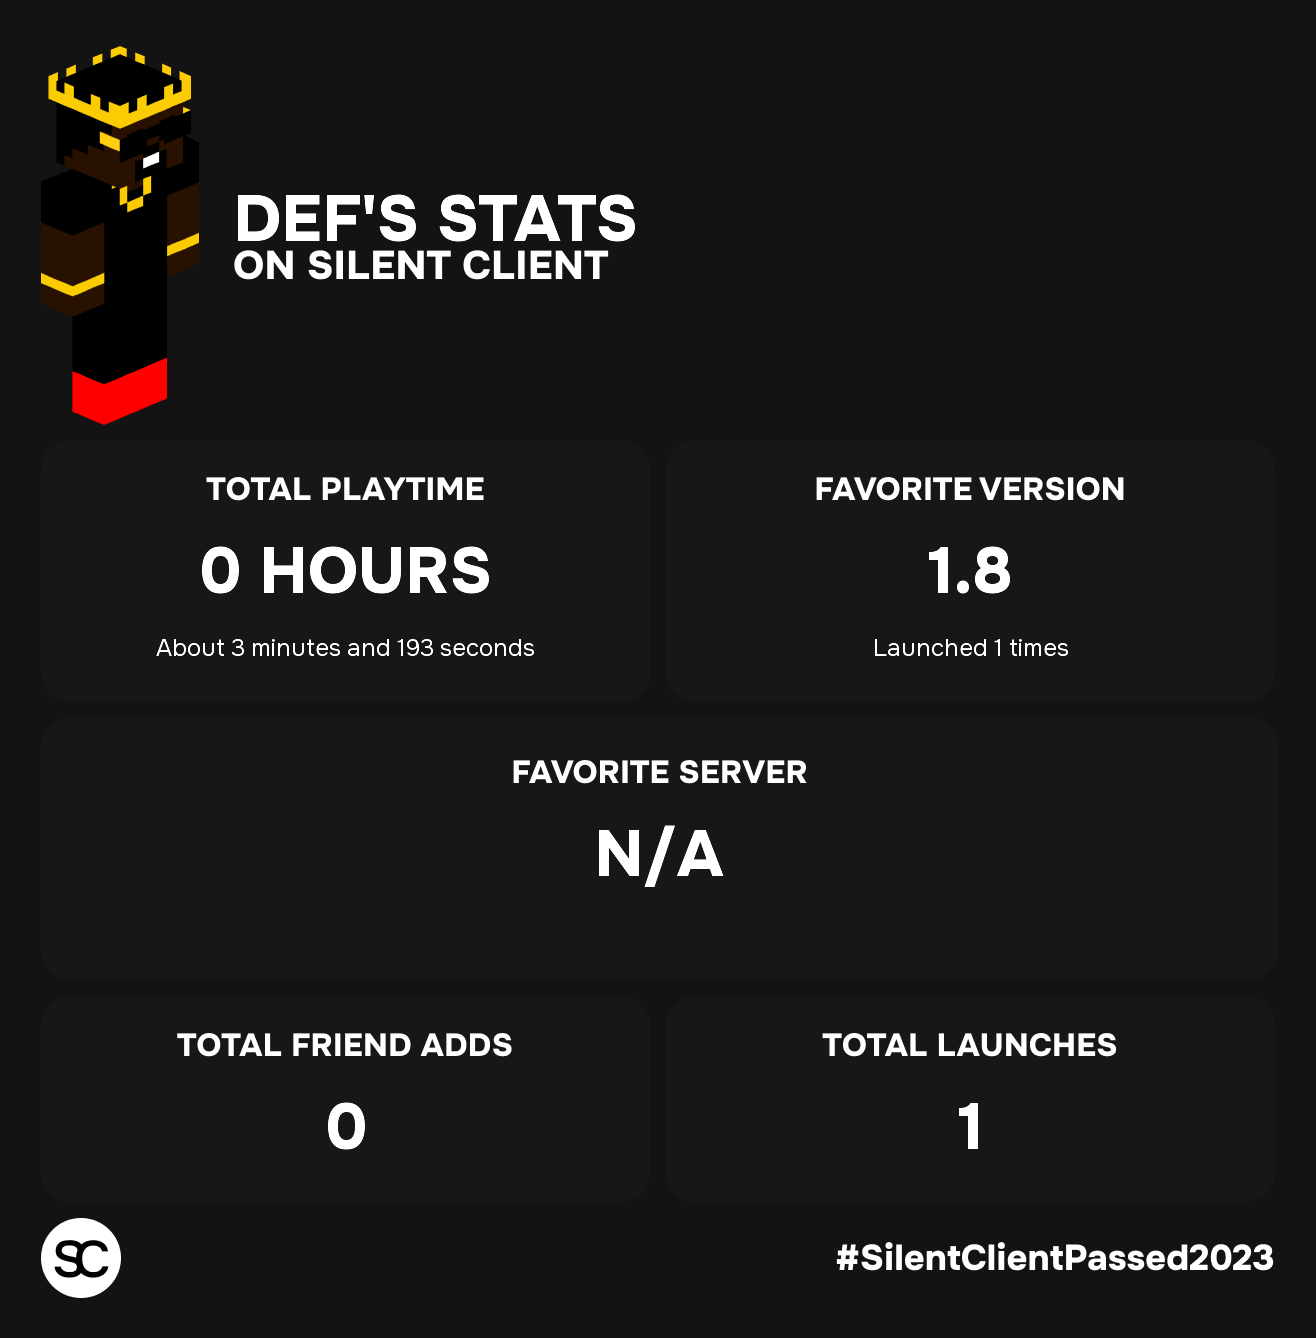 DEF'S STATS
ON SILENT CLIENT
TOTAL PLAYTIME
0 HOURS
About 3 minutes and 193 seconds
FAVORITE VERSION
1.8
Launched 1 times
FAVORITE SERVER
N/A
TOTAL FRIEND ADDS
0
TOTAL LAUNCHES
1
SC
#SilentClientPassed2023